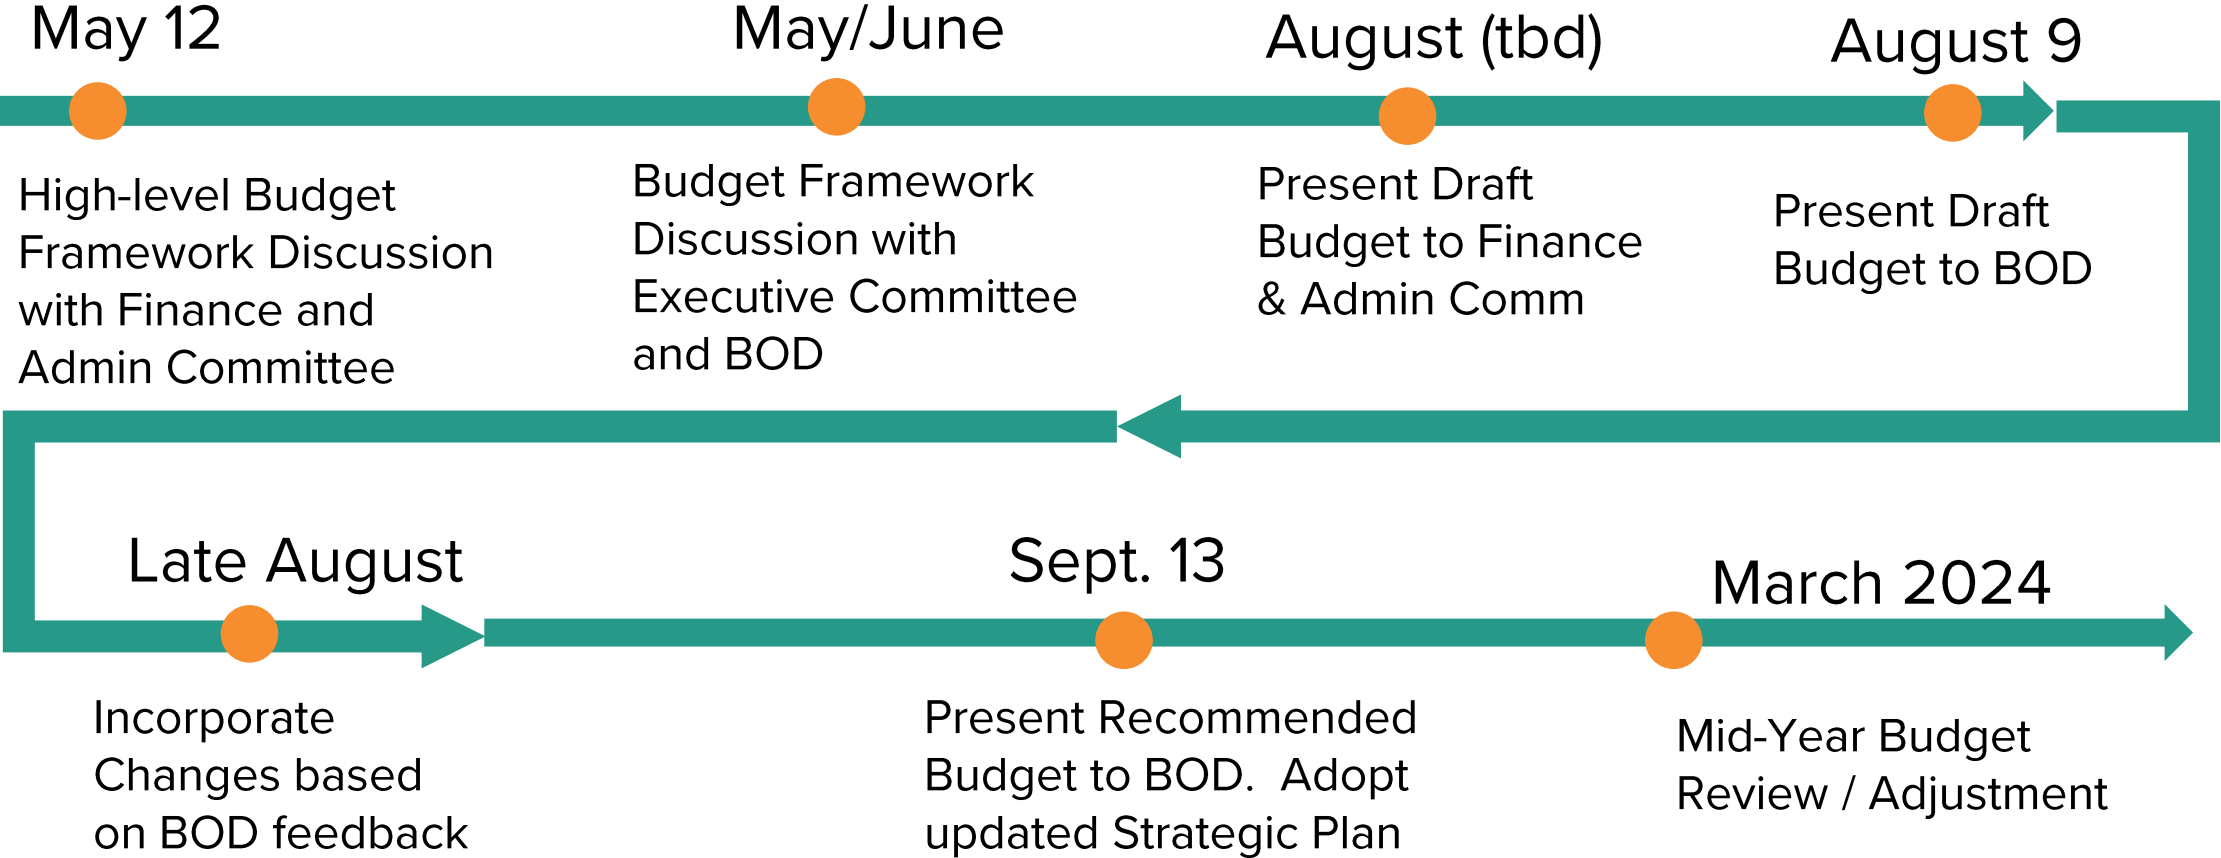 May 12
High-level Budget
Framework Discussion
with Finance and
Admin Committee
May/June
Budget Framework
Discussion with
Executive Committee
and BOD
August (tbd)
Present Draft
Budget to Finance
& Admin Comm
August 9
Present Draft
Budget to BOD
Late August
Incorporate
Changes based
on BOD feedback
Sept. 13
Present Recommended
Budget to BOD.  Adopt
updated Strategic Plan
March 2024
Mid-Year Budget
Review / Adjustment